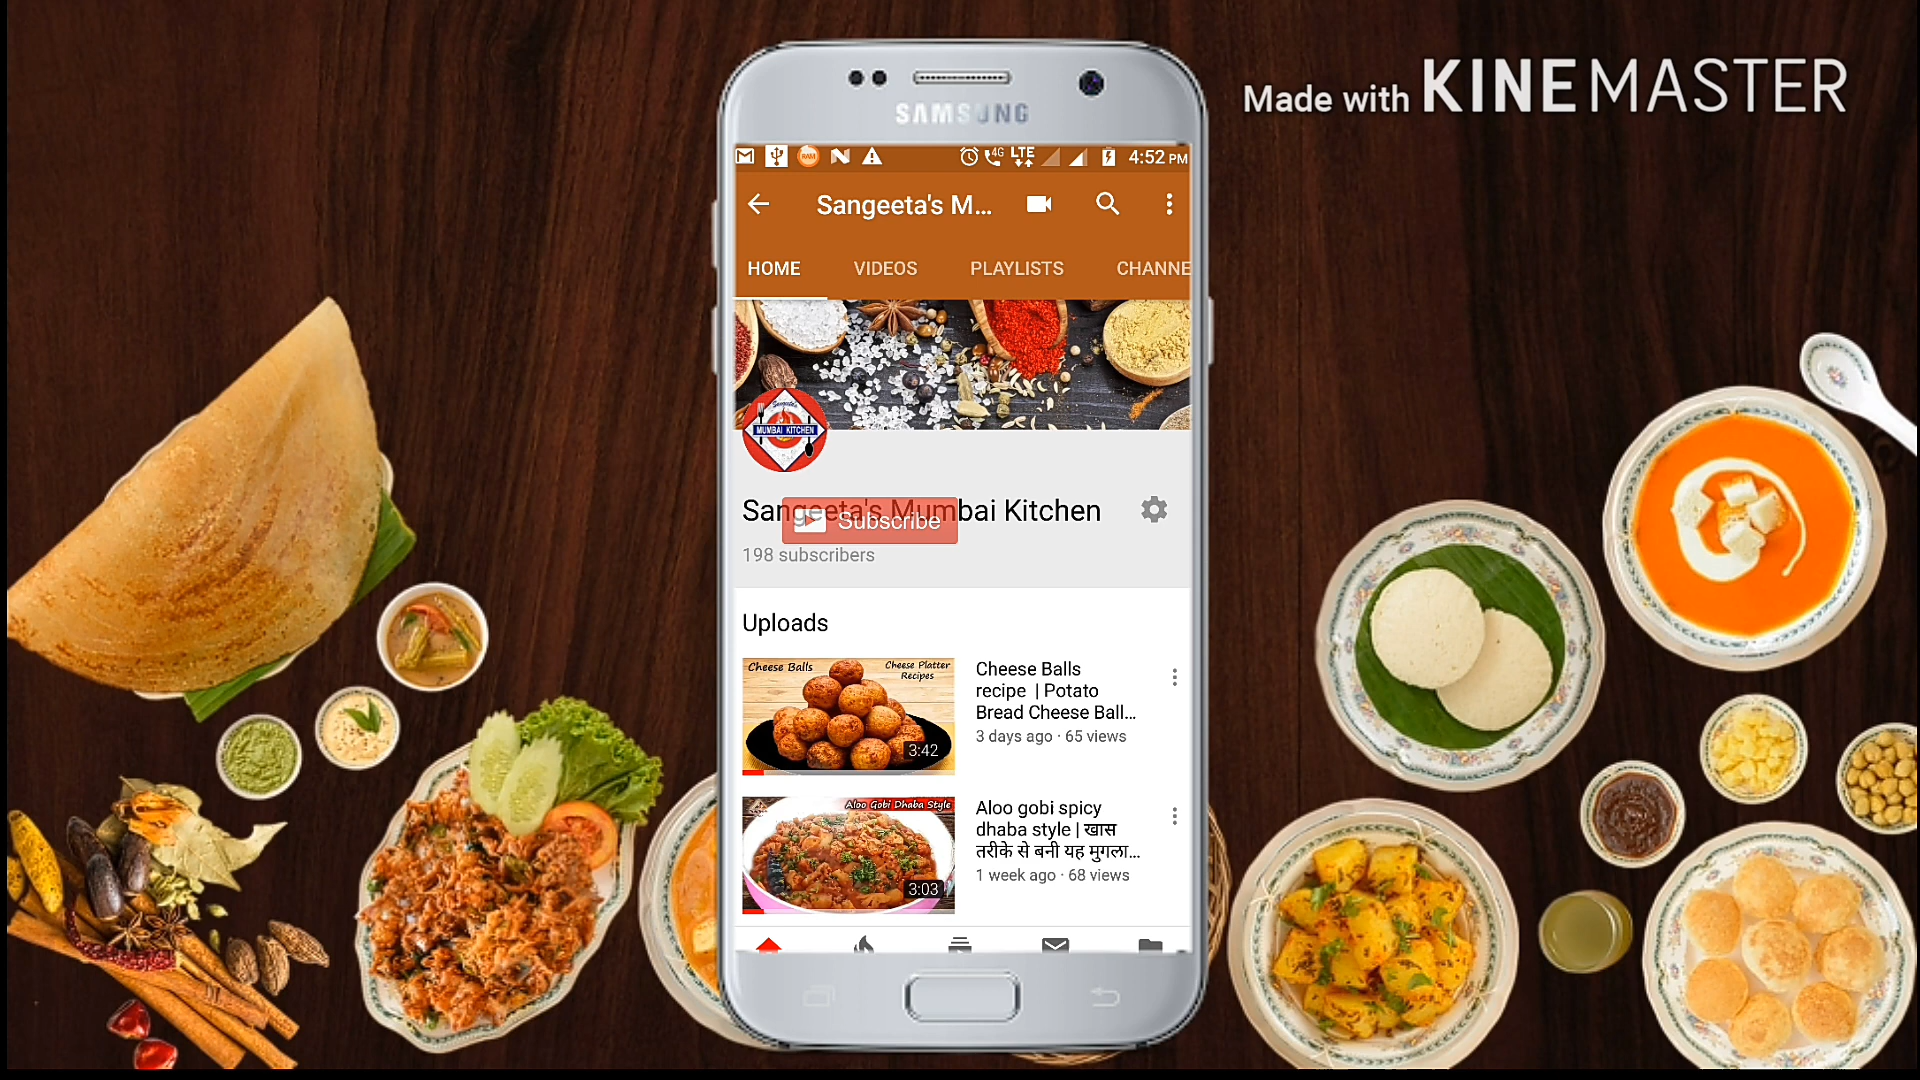 Made with KINEMASTER
SAMSUNG
4G LTE 4:52 PM
Sangeeta's M...
HOME VIDEOS PLAYLISTS CHANNE
MUMBAI KITCHEN
Sangeeta's Mumbai Kitchen
Subscribe
198 subscribers
Uploads
Cheese Balls
Cheese Platter
Recipes
3:42
Cheese Balls
recipe | Potato
Bread Cheese Ball...
3 days ago · 65 views
Aloo Gobi Dhaba Style
3:03
Aloo gobi spicy
dhaba style | खास
तरीके से बनी यह मुगला...
1 week ago · 68 views